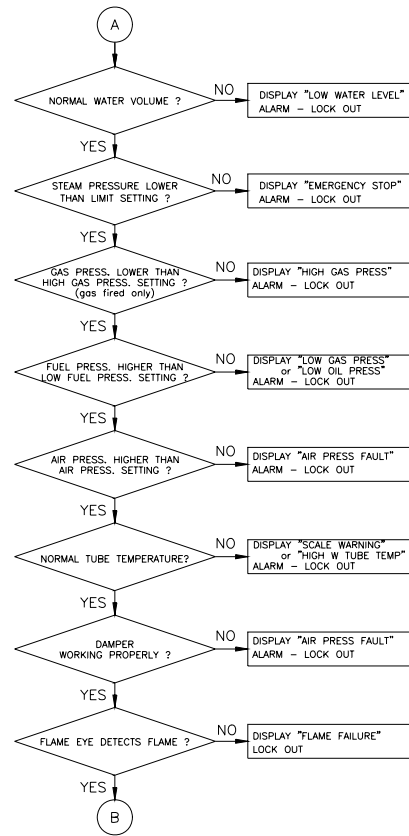 A
NORMAL WATER VOLUME ?
NO
DISPLAY "LOW WATER LEVEL"
ALARM – LOCK OUT
YES
STEAM PRESSURE LOWER
THAN LIMIT SETTING ?
NO
DISPLAY "EMERGENCY STOP"
ALARM – LOCK OUT
YES
GAS PRESS. LOWER THAN
HIGH GAS PRESS. SETTING ?
(gas fired only)
NO
DISPLAY "HIGH GAS PRESS"
ALARM – LOCK OUT
YES
FUEL PRESS. HIGHER THAN
LOW FUEL PRESS. SETTING ?
NO
DISPLAY "LOW GAS PRESS"
or "LOW OIL PRESS"
ALARM – LOCK OUT
YES
AIR PRESS. HIGHER THAN
AIR PRESS. SETTING ?
NO
DISPLAY "AIR PRESS FAULT"
ALARM – LOCK OUT
YES
NORMAL TUBE TEMPERATURE?
NO
DISPLAY "SCALE WARNING"
or "HIGH W TUBE TEMP"
ALARM – LOCK OUT
YES
DAMPER
WORKING PROPERLY ?
NO
DISPLAY "AIR PRESS FAULT"
ALARM – LOCK OUT
YES
FLAME EYE DETECTS FLAME ?
NO
DISPLAY "FLAME FAILURE"
LOCK OUT
YES
B